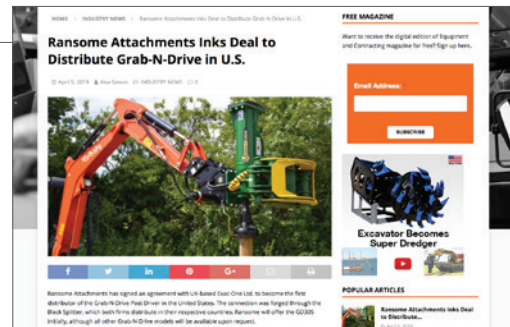 HOME > INDUSTRY NEWS > Ransome Attachments Inks Deal to Distribute Grab-N-Drive in U.S.
Ransome Attachments Inks Deal to
Distribute Grab-N-Drive in U.S.
April 5, 2019 INDUSTRY NEWS 0
Ransome Attachments has signed an agreement with UK-based Exac-One Ltd. to become the first
distributor of the Grab-N-Drive Post Driver in the United States. The connection was forged through the
Black Splitter, which both firms distribute in their respective countries. Ransome will offer the
initially, although all other Grab-N-Drive models will be available upon request.
FREE MAGAZINE
Want to receive the digital edition of Equipment
and Contracting magazine for free? Sign up here.
Email Address:
SUBSCRIBE
Excavator Becomes
Super Dredger
POPULAR ARTICLES
Ransome Attachments Inks Deal
to Distribute...